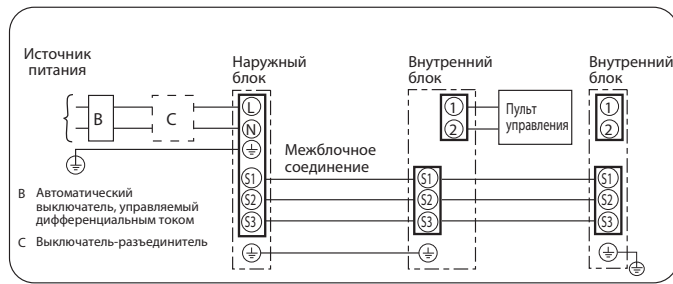 Источник
питания
Наружный
блок
Внутренний
блок
Внутренний
блок
B
C
L
N
1
2
Пульт
управления
1
2
Межблочное
соединение
S1
S2
S3
S1
S2
S3
S1
S2
S3
B Автоматический
выключатель, управляемый
дифференциальным током
C Выключатель-разъединитель